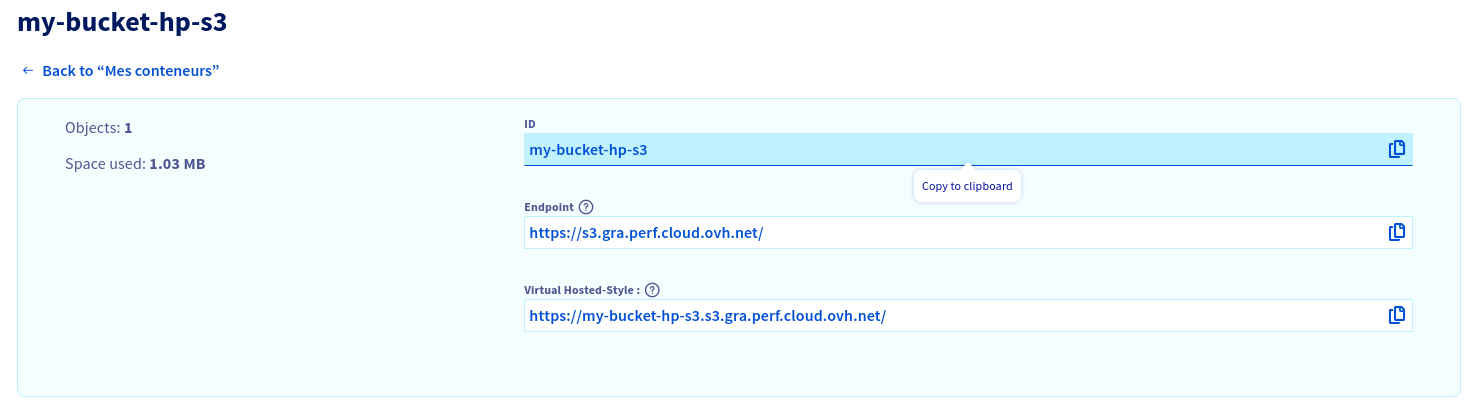 my-bucket-hp-s3
← Back to “Mes conteneurs”
Objects: 1
Space used: 1.03 MB
ID
my-bucket-hp-s3
Copy to clipboard
Endpoint ?
https://s3.gra.perf.cloud.ovh.net/
Virtual Hosted-Style : ?
https://my-bucket-hp-s3.s3.gra.perf.cloud.ovh.net/